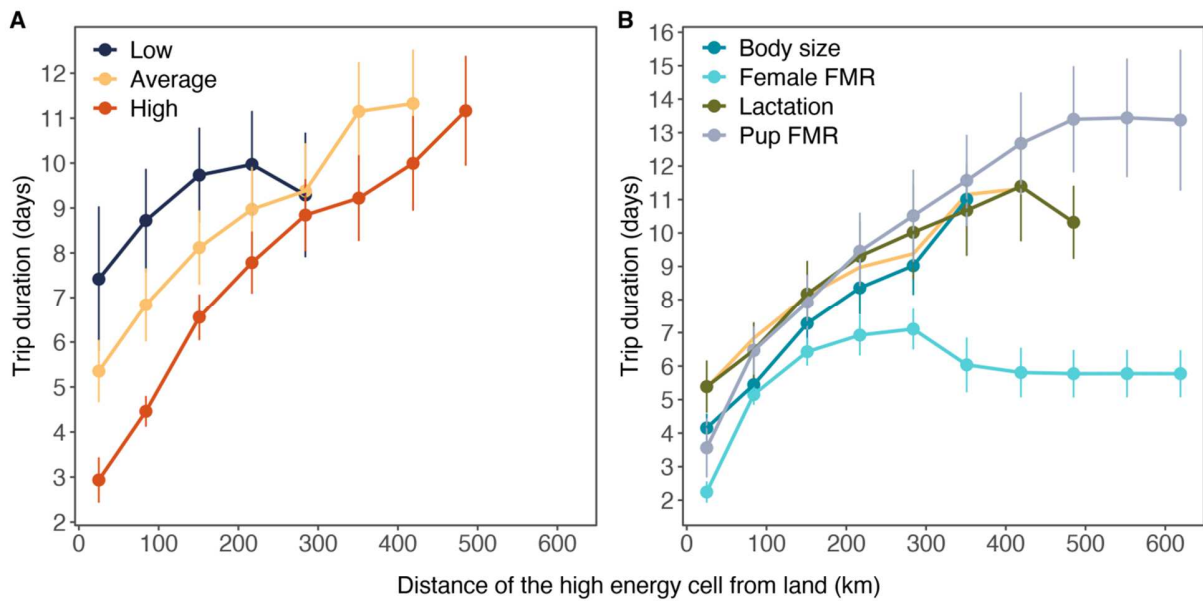 A
Low
Average
High
Trip duration (days)
12
11
10
9
8
7
6
5
4
3
2
0 100 200 300 400 500 600
B
Body size
Female FMR
Lactation
Pup FMR
Trip duration (days)
16
15
14
13
12
11
10
9
8
7
6
5
4
3
2
0 100 200 300 400 500 600
Distance of the high energy cell from land (km)